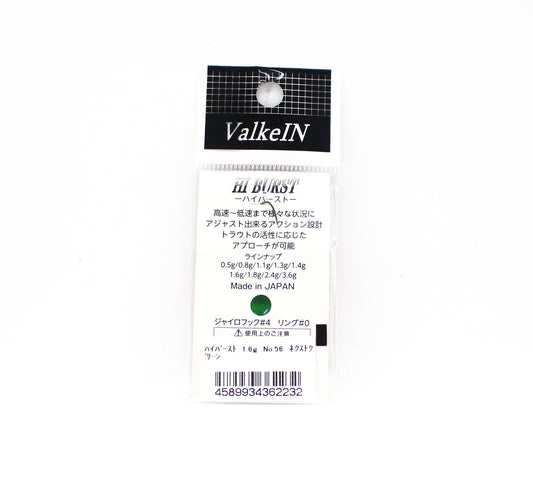 ValkeIN
HI BURST
ーハイバーストー
高速～低速まで様々な状況に
アジャスト出来るアクション設計
トラウトの活性に応じた
アプローチが可能
ラインナップ
0.5g/0.8g/1.1g/1.3g/1.4g
1.6g/1.8g/2.4g/3.6g
Made in JAPAN
ジャイロフック#4 リング#0
⚠使用上のご注意
ハイバースト 1.6g No.56 ネクストグ
リーン
4589934362232